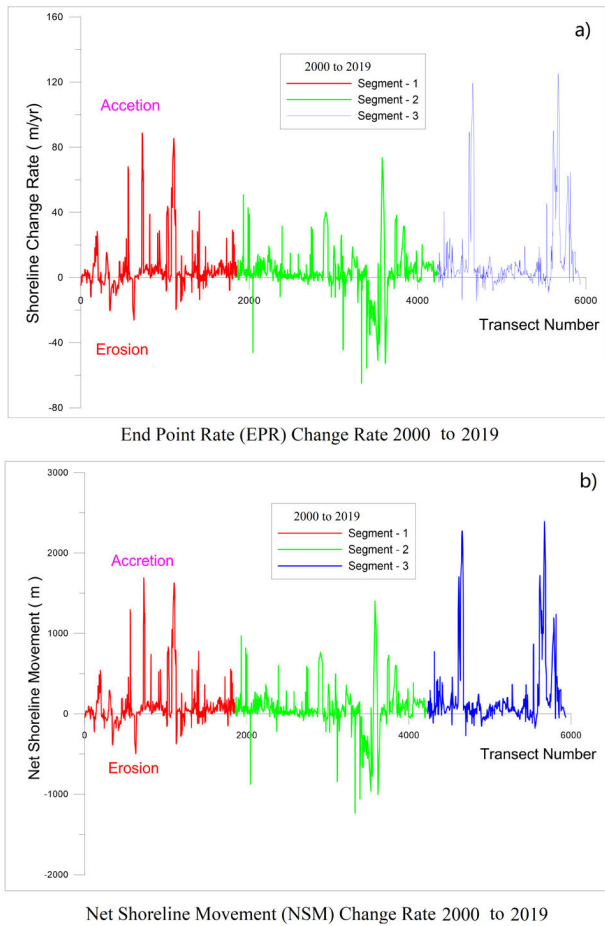 160
a)
2000 to 2019
Segment - 1
Segment - 2
Segment - 3
120
Accetion
80
Shoreline Change Rate ( m/yr)
40
0
0
2000
4000
6000
Transect Number
-40
Erosion
-80
End Point Rate (EPR) Change Rate 2000 to 2019
3000
b)
2000 to 2019
Segment - 1
Segment - 2
Segment - 3
2000
Accretion
1000
Net Shoreline Movement ( m )
0
0
2000
4000
6000
Transect Number
Erosion
-1000
-2000
Net Shoreline Movement (NSM) Change Rate 2000 to 2019